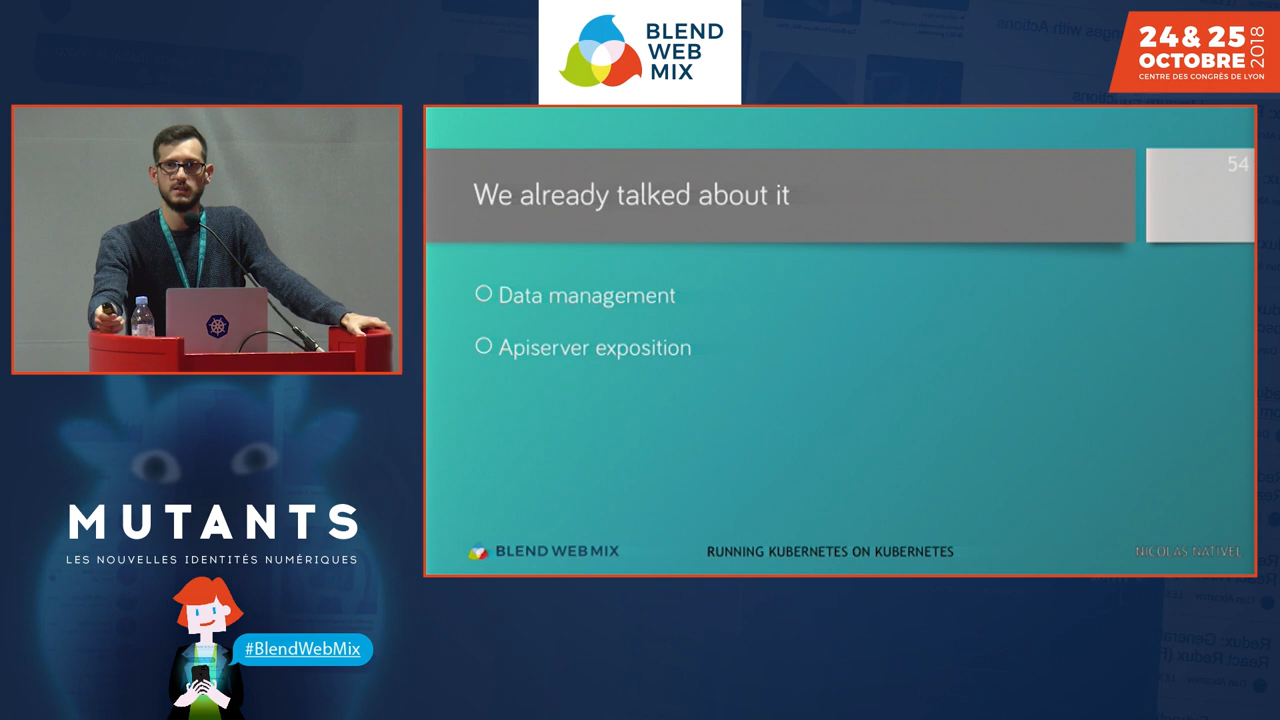 BLEND
WEB
MIX
24 & 25
OCTOBRE
2018
CENTRE DES CONGRÈS DE LYON
We already talked about it
54
Data management
Apiserver exposition
BLEND WEB MIX
RUNNING KUBERNETES ON KUBERNETES
NICOLAS NATIVEL
MUTANTS
LES NOUVELLES IDENTITÉS NUMÉRIQUES
#BlendWebMix